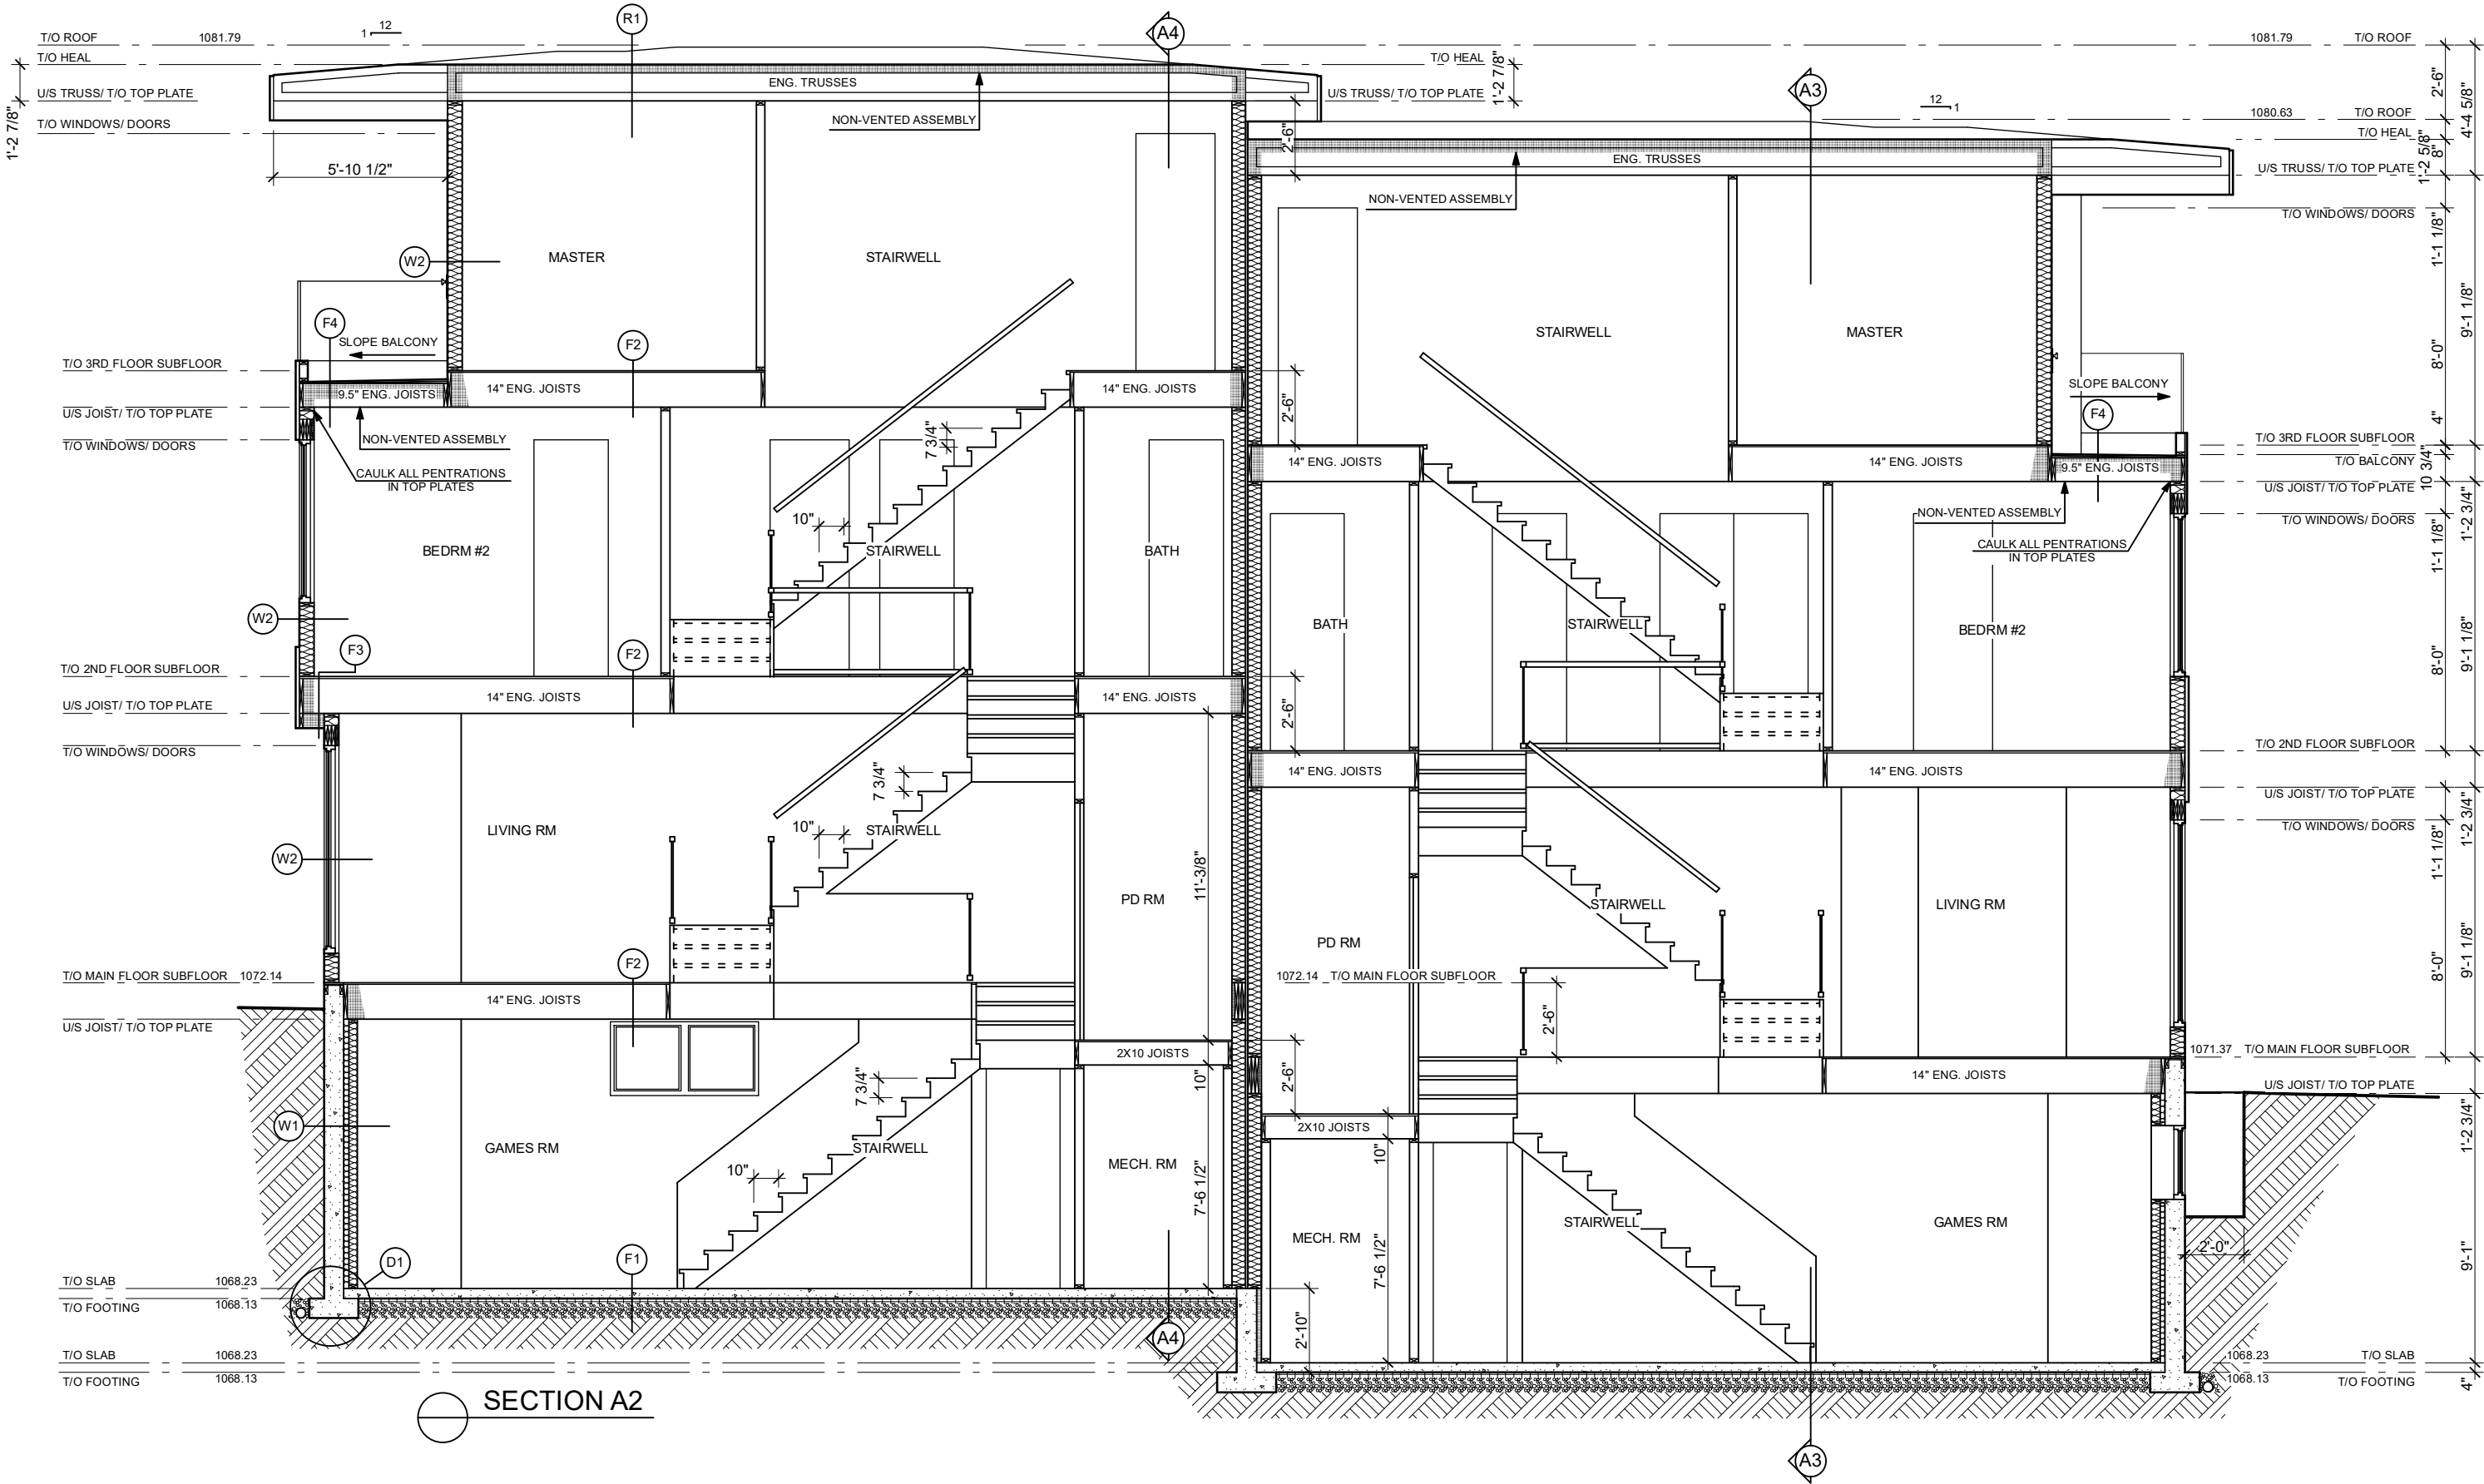 R1
A4
T/O ROOF 1081.79
1 12
1081.79 T/O ROOF
T/O HEAL
T/O HEAL
U/S TRUSS/ T/O TOP PLATE
1'-2 7/8"
ENG. TRUSSES
U/S TRUSS/ T/O TOP PLATE
1'-2 7/8"
A3
12 1
2'-6"
4'-4 5/8"
T/O WINDOWS/ DOORS
NON-VENTED ASSEMBLY
2'-6"
1080.63 T/O ROOF
T/O HEAL
8"
1'-2 5/8"
5'-10 1/2"
ENG. TRUSSES
U/S TRUSS/ T/O TOP PLATE
NON-VENTED ASSEMBLY
T/O WINDOWS/ DOORS
1'-1 1/8"
W2
MASTER
STAIRWELL
9'-1 1/8"
F4
SLOPE BALCONY
F2
STAIRWELL
MASTER
8'-0"
T/O 3RD FLOOR SUBFLOOR
9.5" ENG. JOISTS
14" ENG. JOISTS
14" ENG. JOISTS
2'-6"
SLOPE BALCONY
F4
4"
U/S JOIST/ T/O TOP PLATE
T/O WINDOWS/ DOORS
NON-VENTED ASSEMBLY
7 3/4"
T/O 3RD FLOOR SUBFLOOR
CAULK ALL PENTRATIONS
IN TOP PLATES
14" ENG. JOISTS
14" ENG. JOISTS
9.5" ENG. JOISTS
T/O BALCONY
10 3/4"
U/S JOIST/ T/O TOP PLATE
1'-2 3/4"
10"
NON-VENTED ASSEMBLY
T/O WINDOWS/ DOORS
1'-1 1/8"
BEDRM #2
STAIRWELL
BATH
CAULK ALL PENTRATIONS
IN TOP PLATES
W2
BATH
STAIRWELL
BEDRM #2
9'-1 1/8"
8'-0"
F3
F2
T/O 2ND FLOOR SUBFLOOR
14" ENG. JOISTS
14" ENG. JOISTS
2'-6"
U/S JOIST/ T/O TOP PLATE
T/O WINDOWS/ DOORS
T/O 2ND FLOOR SUBFLOOR
14" ENG. JOISTS
14" ENG. JOISTS
7 3/4"
U/S JOIST/ T/O TOP PLATE
1'-2 3/4"
10"
LIVING RM
STAIRWELL
T/O WINDOWS/ DOORS
1'-1 1/8"
W2
11'-3/8"
PD RM
STAIRWELL
LIVING RM
9'-1 1/8"
8'-0"
PD RM
F2
T/O MAIN FLOOR SUBFLOOR 1072.14
1072.14 T/O MAIN FLOOR SUBFLOOR
14" ENG. JOISTS
2'-6"
U/S JOIST/ T/O TOP PLATE
2X10 JOISTS
1071.37 T/O MAIN FLOOR SUBFLOOR
10"
7 3/4"
2'-6"
14" ENG. JOISTS
U/S JOIST/ T/O TOP PLATE
1'-2 3/4"
W1
2X10 JOISTS
GAMES RM
STAIRWELL
10"
10"
MECH. RM
7'-6 1/2"
STAIRWELL
GAMES RM
MECH. RM
7'-6 1/2"
2'-0"
9'-1"
D1
F1
T/O SLAB 1068.23
T/O FOOTING 1068.13
2'-10"
A4
T/O SLAB 1068.23
T/O FOOTING 1068.13
1068.23 T/O SLAB
1068.13 T/O FOOTING
4"
SECTION A2
A3